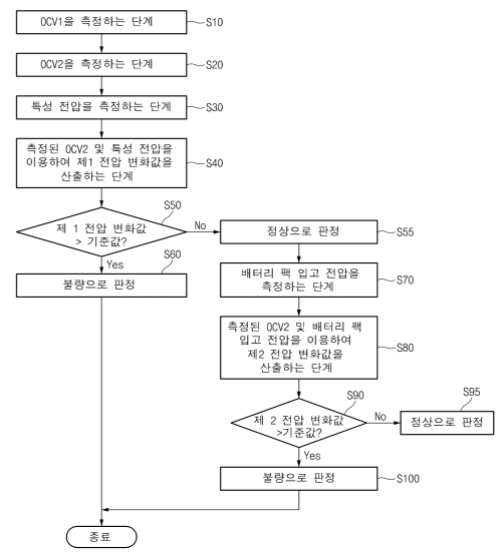 OCV1을 측정하는 단계
S10
OCV2을 측정하는 단계
S20
특성 전압을 측정하는 단계
S30
측정된 OCV2 및 특성 전압을
이용하여 제1 전압 변화값을
산출하는 단계
S40
제 1 전압 변화값
> 기준값?
S50
No
Yes
정상으로 판정
S55
불량으로 판정
S60
배터리 팩 입고 전압을
측정하는 단계
S70
측정된 OCV2 및 배터리 팩
입고 전압을 이용하여
제2 전압 변화값을
산출하는 단계
S80
제 2 전압 변화값
>기준값?
S90
No
Yes
정상으로 판정
S95
불량으로 판정
S100
종료